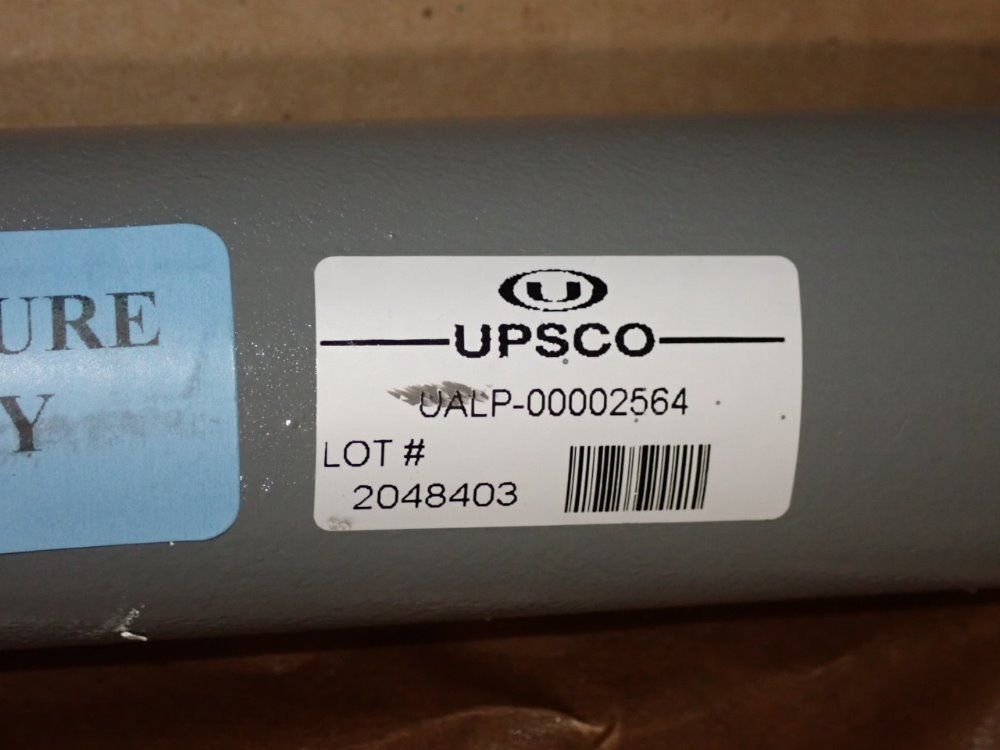 URE
Y
U
UPSCO
UALP-00002564
LOT #
2048403